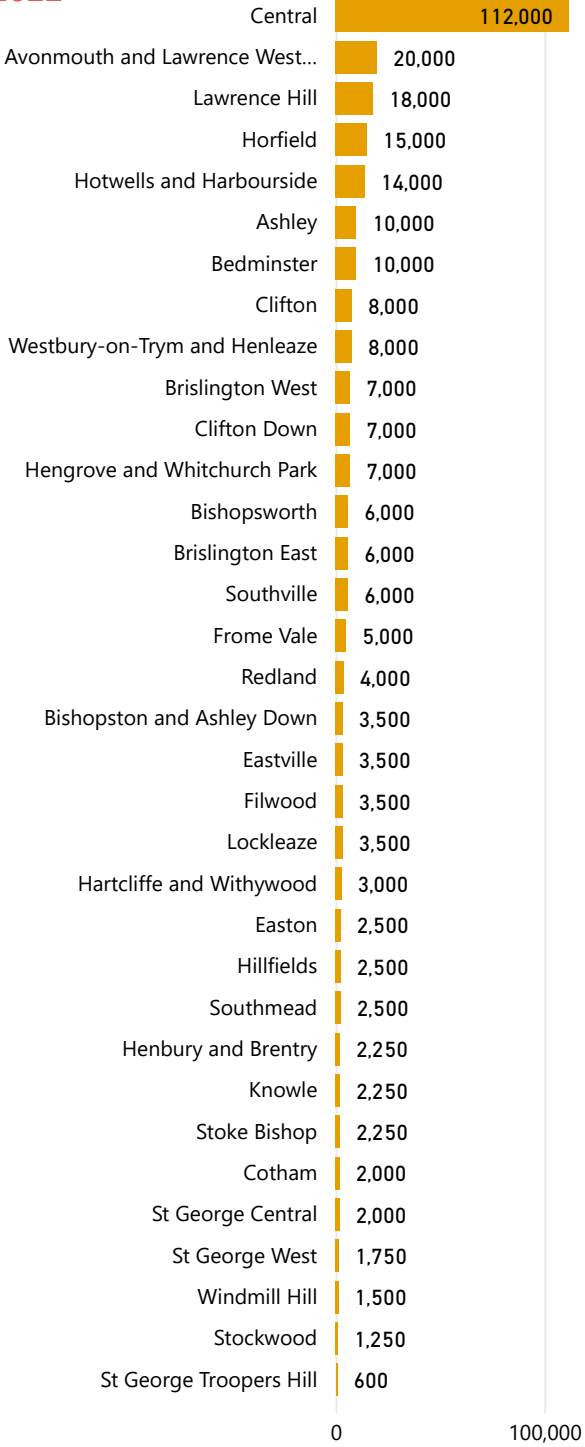 Central 112,000
Avonmouth and Lawrence West... 20,000
Lawrence Hill 18,000
Horfield 15,000
Hotwells and Harbourside 14,000
Ashley 10,000
Bedminster 10,000
Clifton 8,000
Westbury-on-Trym and Henleaze 8,000
Brislington West 7,000
Clifton Down 7,000
Hengrove and Whitchurch Park 7,000
Bishopsworth 6,000
Brislington East 6,000
Southville 6,000
Frome Vale 5,000
Redland 4,000
Bishopston and Ashley Down 3,500
Eastville 3,500
Filwood 3,500
Lockleaze 3,500
Hartcliffe and Withywood 3,000
Easton 2,500
Hillfields 2,500
Southmead 2,500
Henbury and Brentry 2,250
Knowle 2,250
Stoke Bishop 2,250
Cotham 2,000
St George Central 2,000
St George West 1,750
Windmill Hill 1,500
Stockwood 1,250
St George Troopers Hill 600
0 100,000